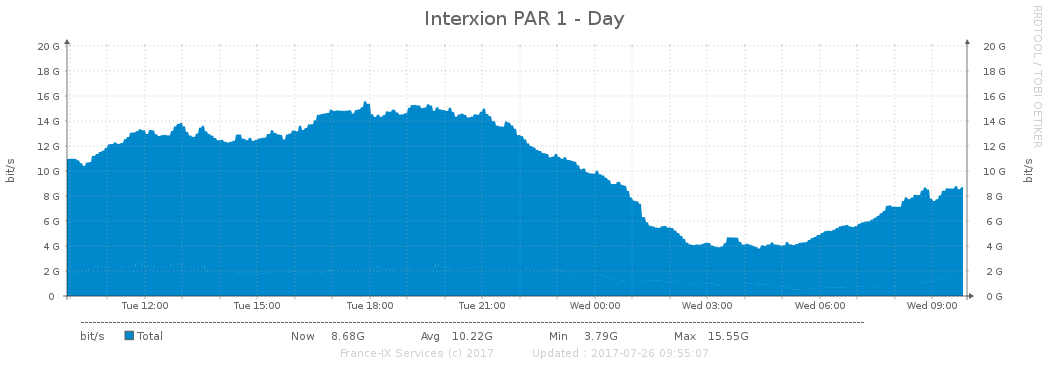 Interxion PAR 1 - Day
RRDTOOL / TOBI OETIKER
20 G 20 G
18 G 18 G
16 G 16 G
14 G 14 G
12 G 12 G
10 G 10 G
8 G 8 G
6 G 6 G
4 G 4 G
2 G 2 G
0 0 G
bit/s
bit/s
Tue 12:00 Tue 15:00 Tue 18:00 Tue 21:00 Wed 00:00 Wed 03:00 Wed 06:00 Wed 09:00
bit/s Total Now 8.68G Avg 10.22G Min 3.79G Max 15.55G
France-IX Services (c) 2017 Updated : 2017-07-26 09:55:07